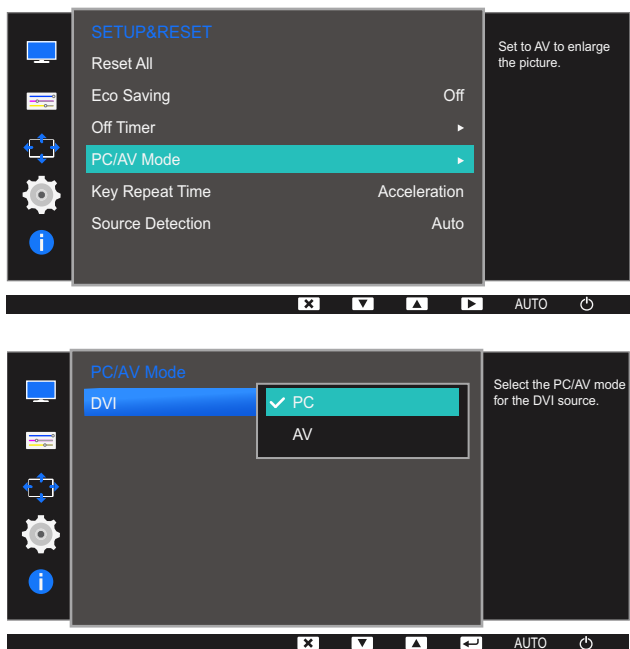 SETUP&RESET
Reset All
Eco Saving Off
Off Timer
PC/AV Mode
Key Repeat Time Acceleration
Source Detection Auto
Set to AV to enlarge
the picture.
AUTO
PC/AV Mode
DVI
PC
AV
Select the PC/AV mode
for the DVI source.
AUTO